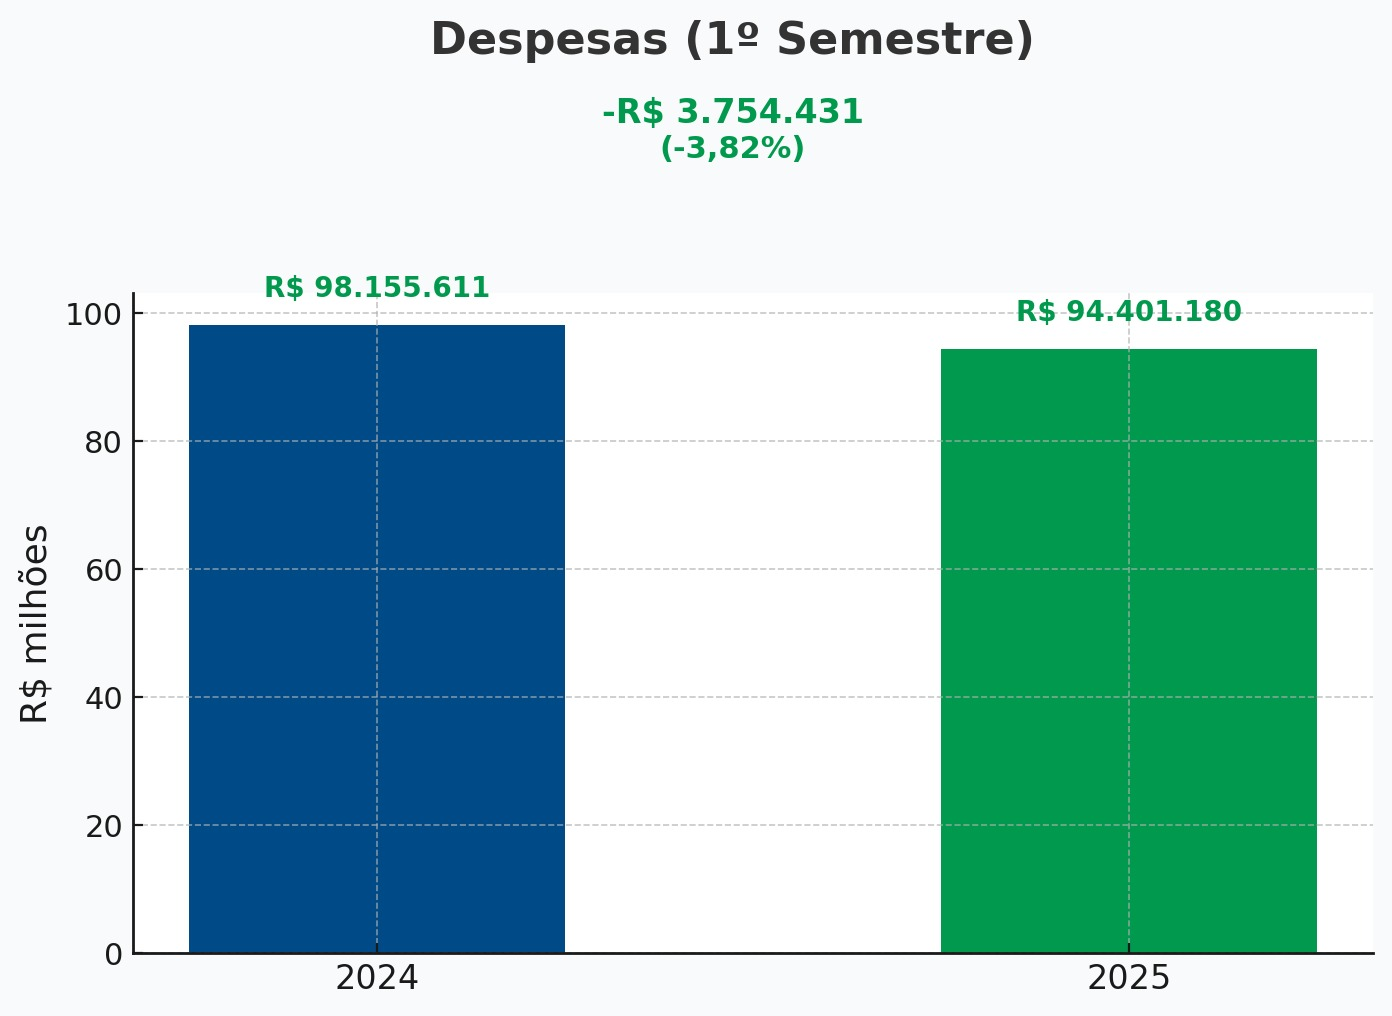 Despesas (1º Semestre)
-R$ 3.754.431
(-3,82%)
R$ 98.155.611
R$ 94.401.180
100
80
60
40
20
0
R$ milhões
2024
2025